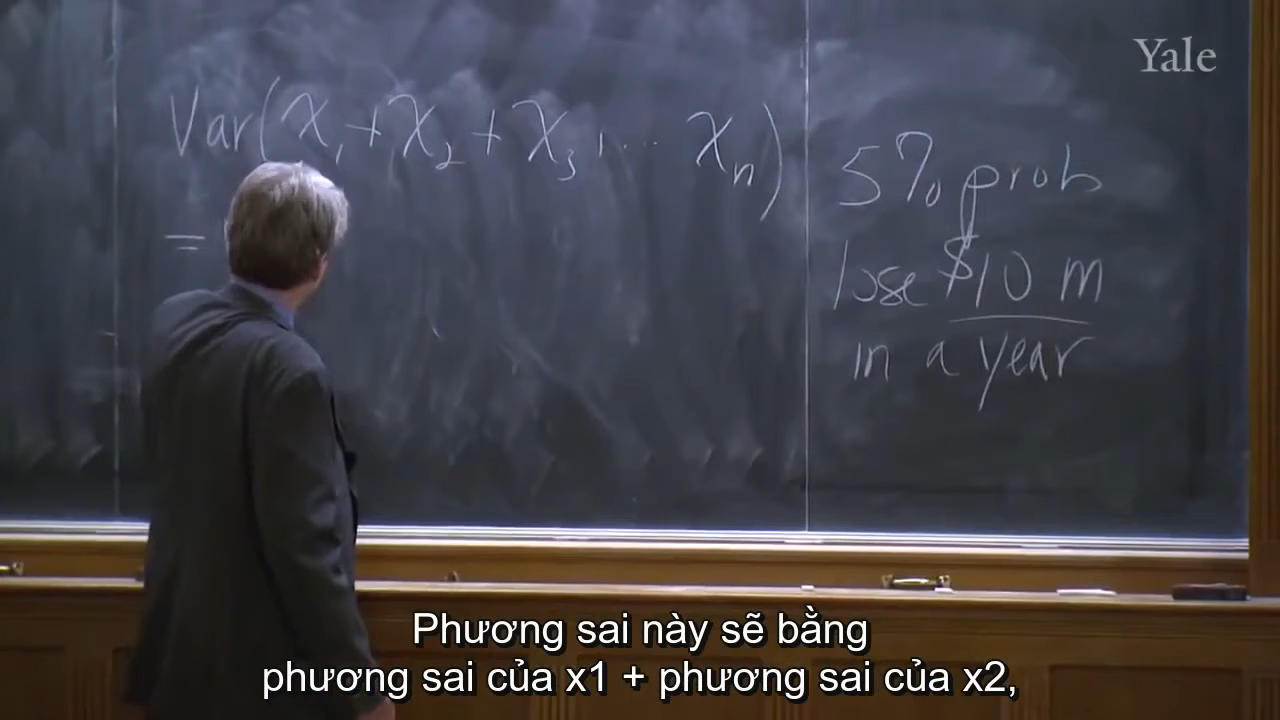 Yale
Var(x₁+x₂+x₃,... xₙ)
=
5% prob
lose $10 m
in a year
Phương sai này sẽ bằng
phương sai của x1 + phương sai của x2,